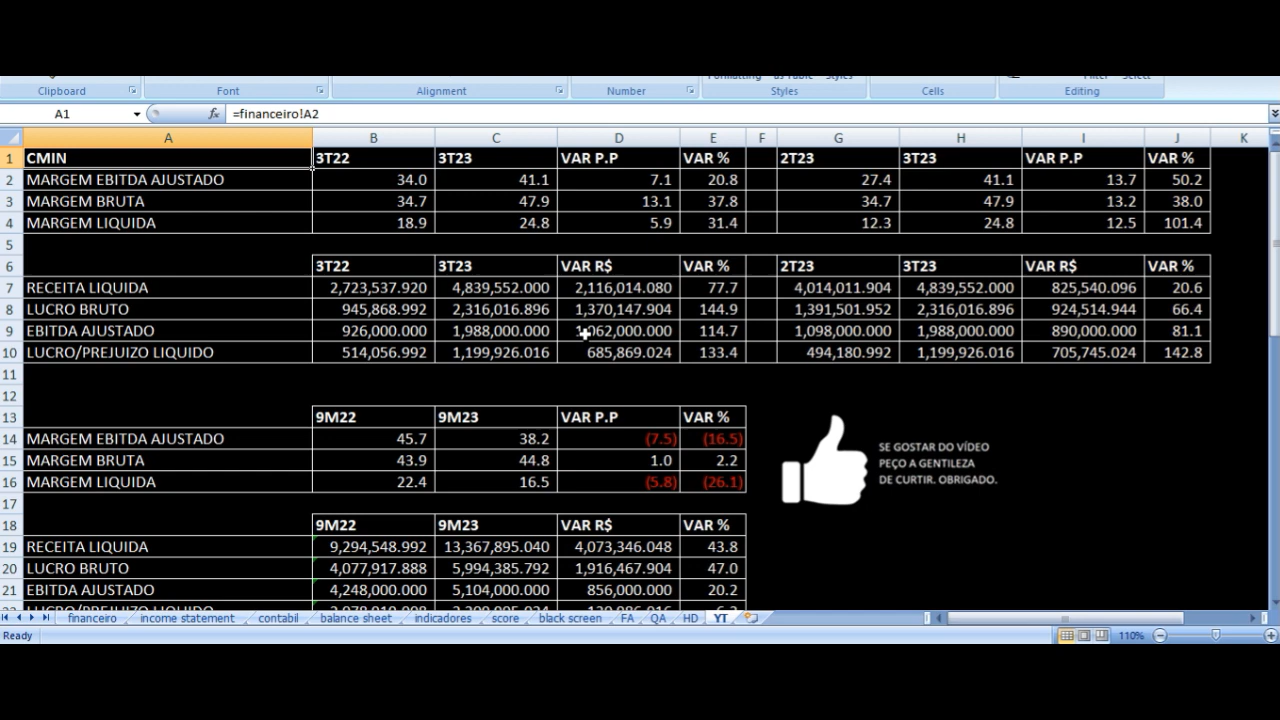 Clipboard Font Alignment Number Styles Cells Editing
A1 fx =financeiro!A2
A B C D E F G H I J K
1 CMIN 3T22 3T23 VAR P.P VAR % 2T23 3T23 VAR P.P VAR %
2 MARGEM EBITDA AJUSTADO 34.0 41.1 7.1 20.8 27.4 41.1 13.7 50.2
3 MARGEM BRUTA 34.7 47.9 13.1 37.8 34.7 47.9 13.2 38.0
4 MARGEM LIQUIDA 18.9 24.8 5.9 31.4 12.3 24.8 12.5 101.4
5
6 3T22 3T23 VAR R$ VAR % 2T23 3T23 VAR R$ VAR %
7 RECEITA LIQUIDA 2,723,537.920 4,839,552.000 2,116,014.080 77.7 4,014,011.904 4,839,552.000 825,540.096 20.6
8 LUCRO BRUTO 945,868.992 2,316,016.896 1,370,147.904 144.9 1,391,501.952 2,316,016.896 924,514.944 66.4
9 EBITDA AJUSTADO 926,000.000 1,988,000.000 1,062,000.000 114.7 1,098,000.000 1,988,000.000 890,000.000 81.1
10 LUCRO/PREJUIZO LIQUIDO 514,056.992 1,199,926.016 685,869.024 133.4 494,180.992 1,199,926.016 705,745.024 142.8
11
12
13 9M22 9M23 VAR P.P VAR %
14 MARGEM EBITDA AJUSTADO 45.7 38.2 (7.5) (16.5)
15 MARGEM BRUTA 43.9 44.8 1.0 2.2
16 MARGEM LIQUIDA 22.4 16.5 (5.8) (26.1)
SE GOSTAR DO VÍDEO
PEÇO A GENTILEZA
DE CURTIR. OBRIGADO.
17
18 9M22 9M23 VAR R$ VAR %
19 RECEITA LIQUIDA 9,294,548.992 13,367,895.040 4,073,346.048 43.8
20 LUCRO BRUTO 4,077,917.888 5,994,385.792 1,916,467.904 47.0
21 EBITDA AJUSTADO 4,248,000.000 5,104,000.000 856,000.000 20.2
LUCRO/PREJUIZO LIQUIDO
financeiro income statement contabil balance sheet indicadores score black screen FA QA HD YT
Ready 110%